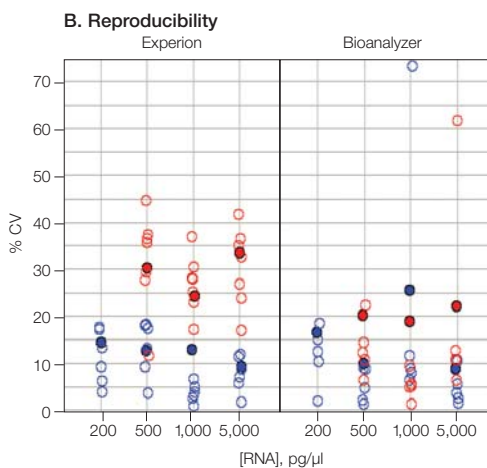 B. Reproducibility
Experion Bioanalyzer
70
60
50
40
30
20
10
0
% CV
200 500 1,000 5,000 200 500 1,000 5,000
[RNA], pg/µl